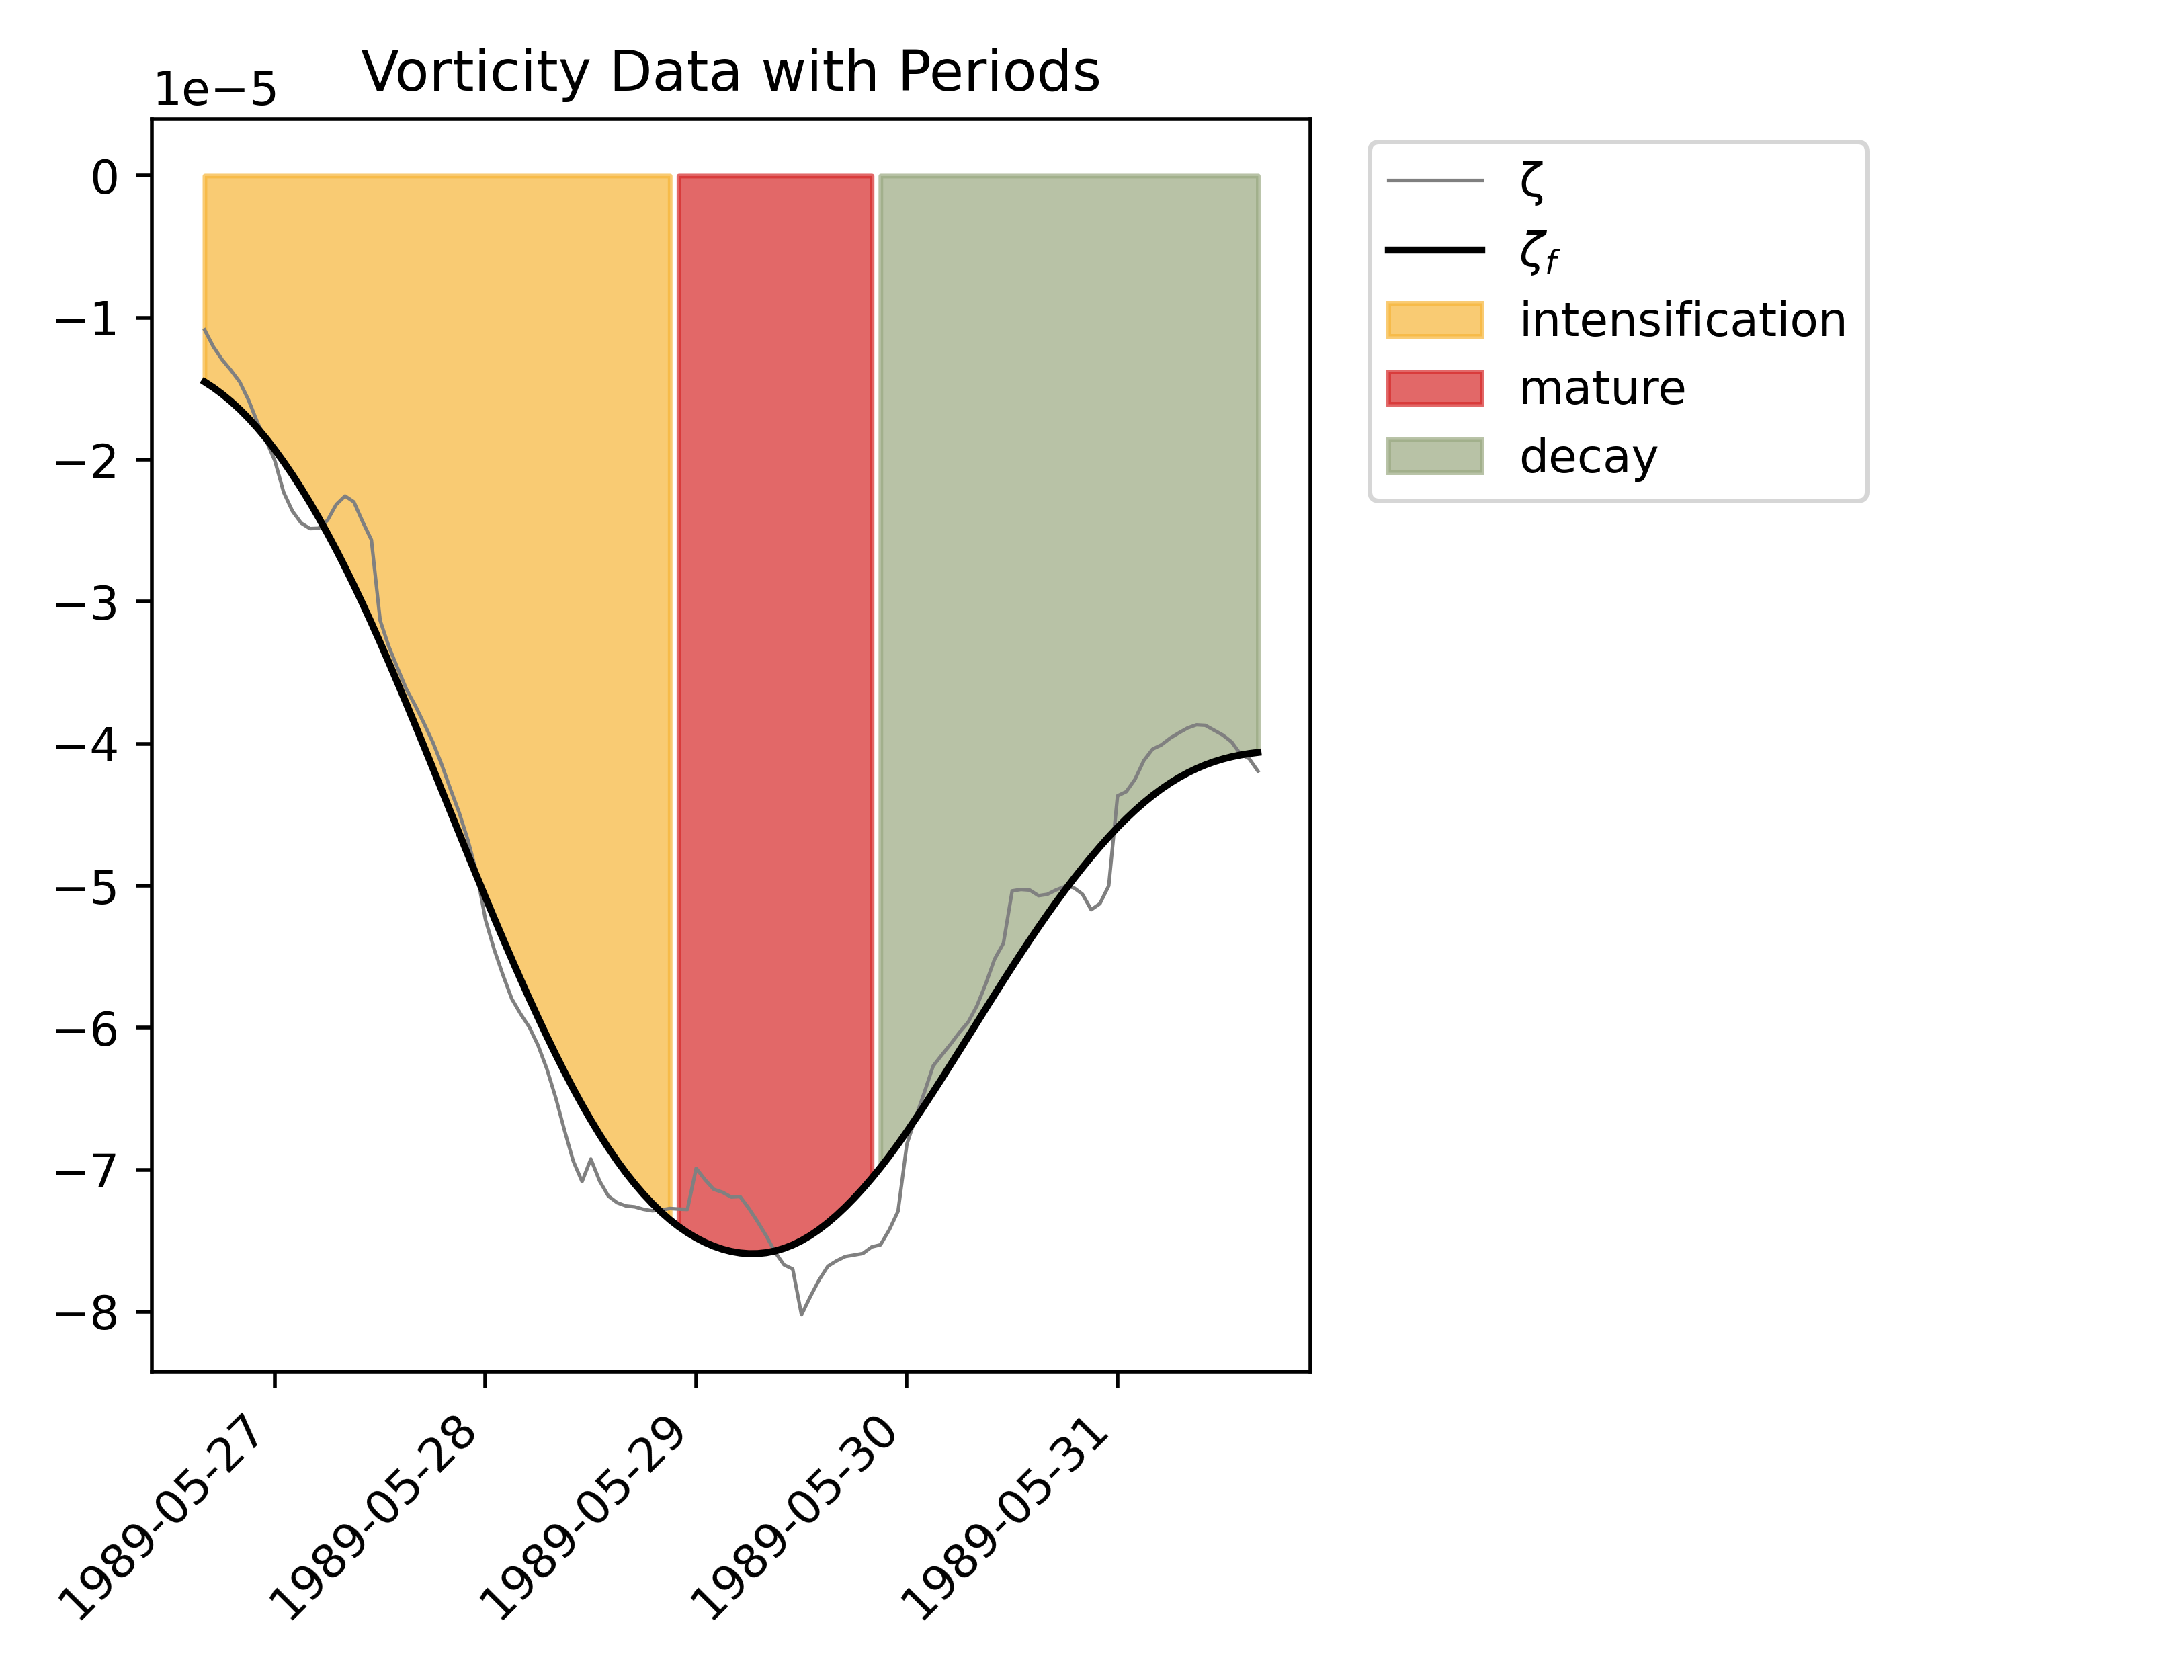 Vorticity Data with Periods
1e−5
0
−1
−2
−3
−4
−5
−6
−7
−8
1989-05-27
1989-05-28
1989-05-29
1989-05-30
1989-05-31
ζ
ζf
intensification
mature
decay